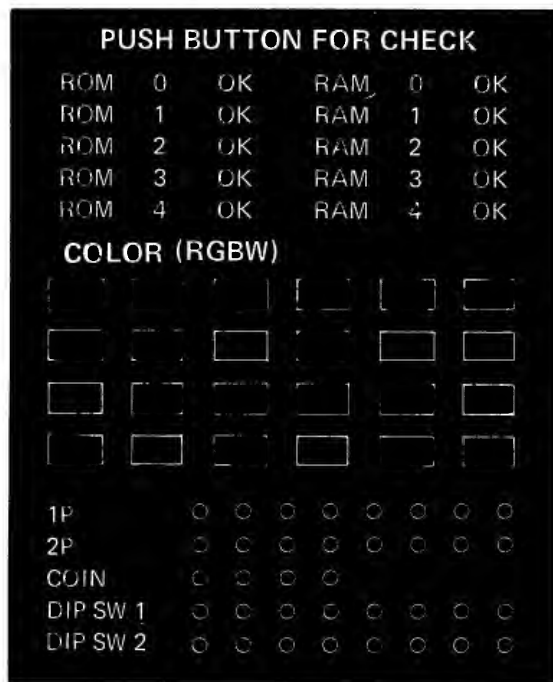 PUSH BUTTON FOR CHECK
ROM 0 OK RAM 0 OK
ROM 1 OK RAM 1 OK
ROM 2 OK RAM 2 OK
ROM 3 OK RAM 3 OK
ROM 4 OK RAM 4 OK
COLOR (RGBW)
1P
2P
COIN
DIP SW 1
DIP SW 2